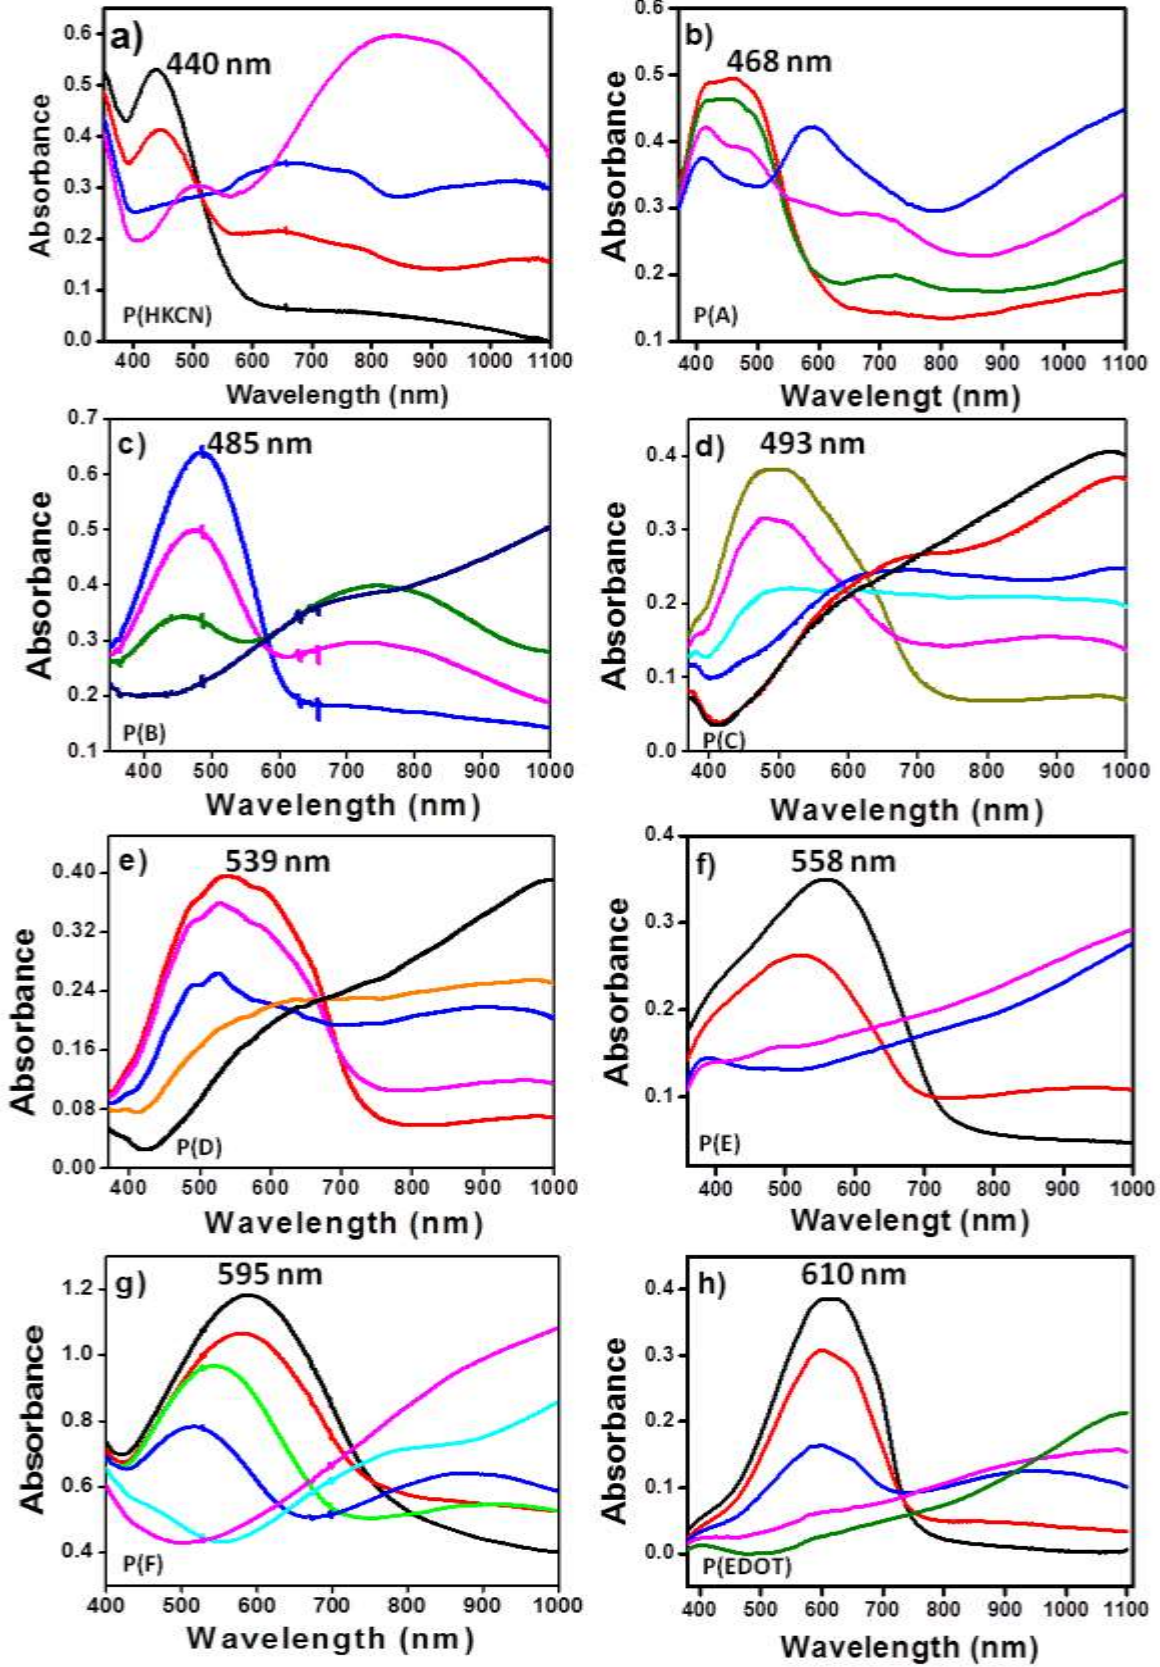 a)
440 nm
0.6
0.5
0.4
0.3
0.2
0.1
0.0
Absorbance
P(HKCN)
400 500 600 700 800 900 1000 1100
Wavelength (nm)
b)
468 nm
0.6
0.5
0.4
0.3
0.2
0.1
Absorbance
P(A)
400 500 600 700 800 900 1000 1100
Wavelengt (nm)
c)
485 nm
0.7
0.6
0.5
0.4
0.3
0.2
0.1
Absorbance
P(B)
400 500 600 700 800 900 1000
Wavelength (nm)
d)
493 nm
0.4
0.3
0.2
0.1
0.0
Absorbance
P(C)
400 500 600 700 800 900 1000
Wavelength (nm)
e)
539 nm
0.40
0.32
0.24
0.16
0.08
0.00
Absorbance
P(D)
400 500 600 700 800 900 1000
Wavelength (nm)
f)
558 nm
0.4
0.3
0.2
0.1
Absorbance
P(E)
400 500 600 700 800 900 1000
Wavelengt (nm)
g)
595 nm
1.2
1.0
0.8
0.6
0.4
Absorbance
P(F)
400 500 600 700 800 900 1000
Wavelength (nm)
h)
610 nm
0.4
0.3
0.2
0.1
0.0
Absorbance
P(EDOT)
400 500 600 700 800 900 1000 1100
Wavelength (nm)